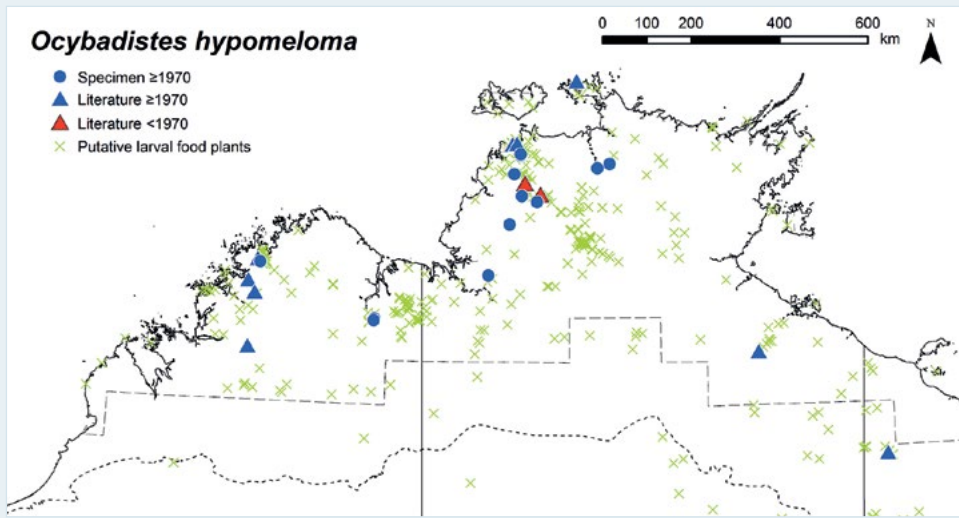 Ocybadistes hypomeloma
Specimen ≥1970
Literature ≥1970
Literature <1970
Putative larval food plants
0 100 200 400 600
km
N